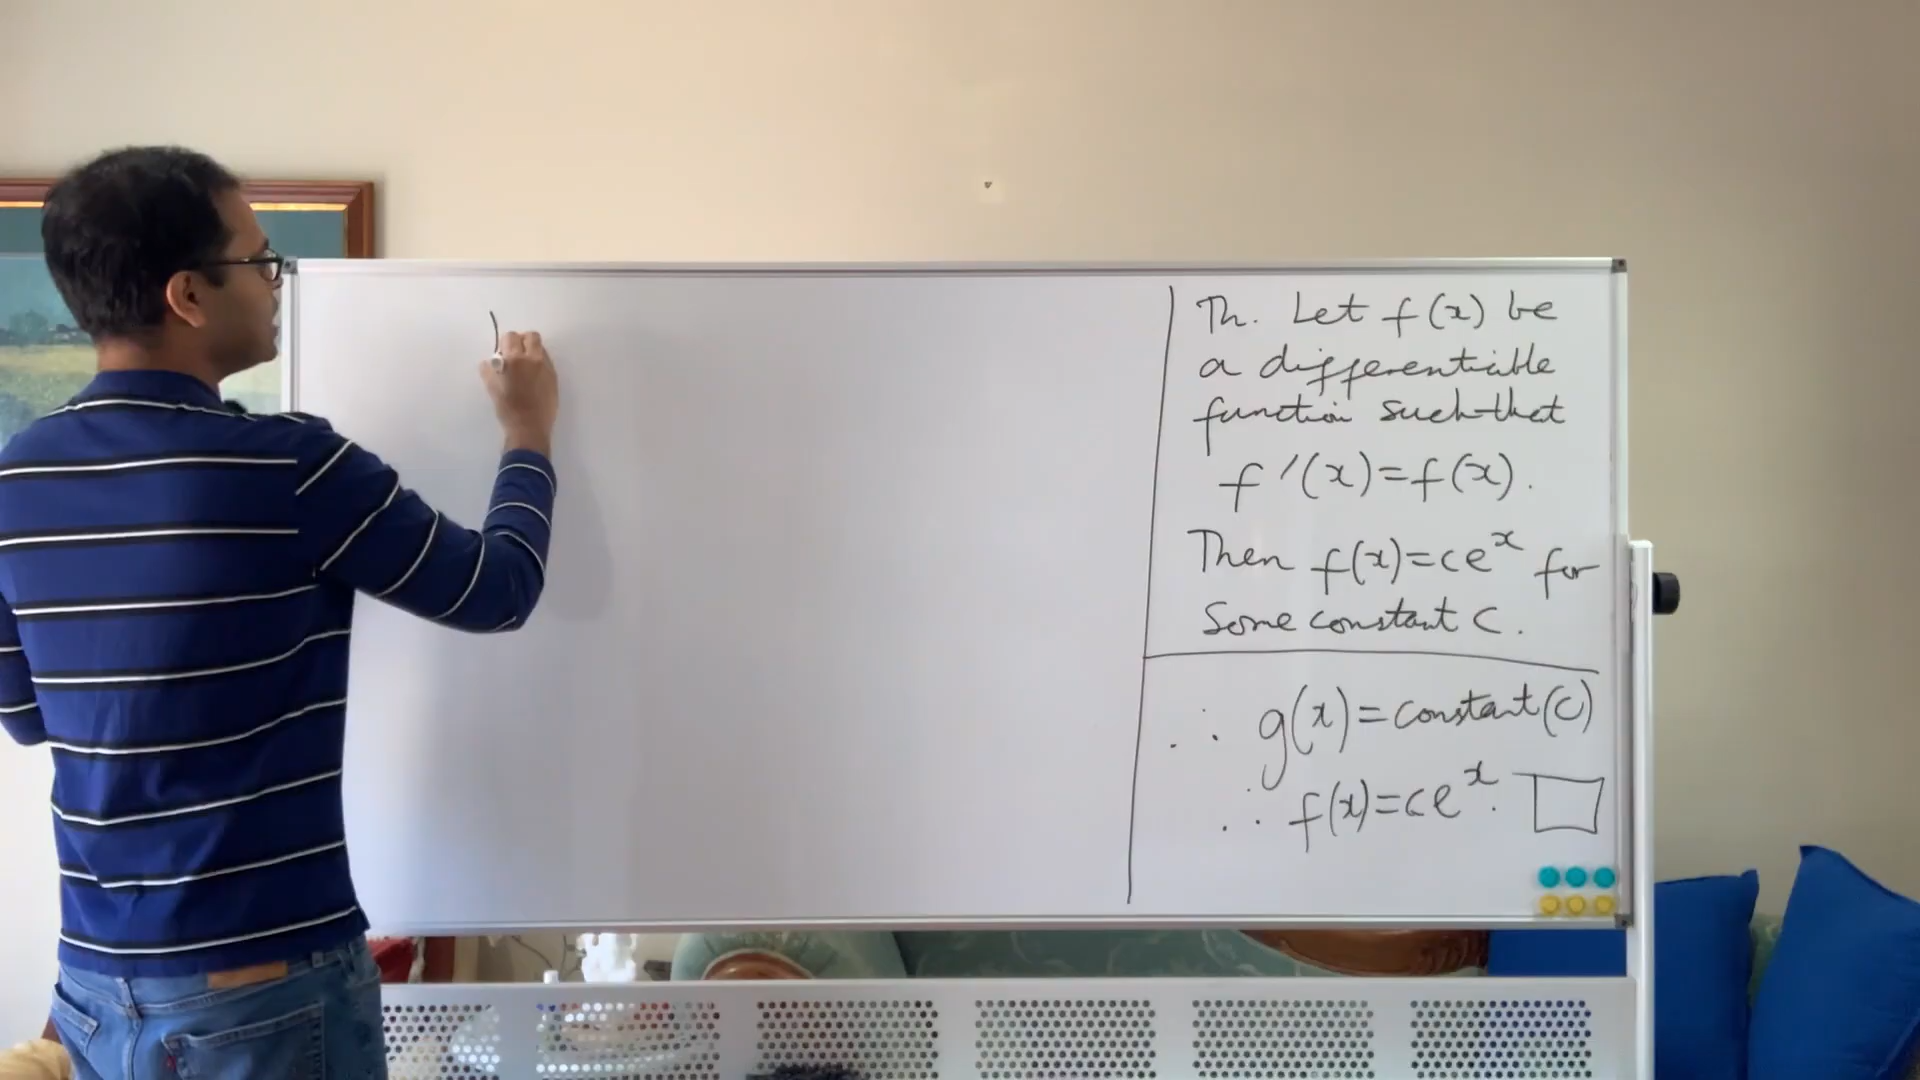 Th. Let f(x) be
a differentiable
function such that
f'(x)=f(x).
Then f(x)=ce^x for
some constant c.
∴ g(x)=constant(c)
∴ f(x)=ce^x. □